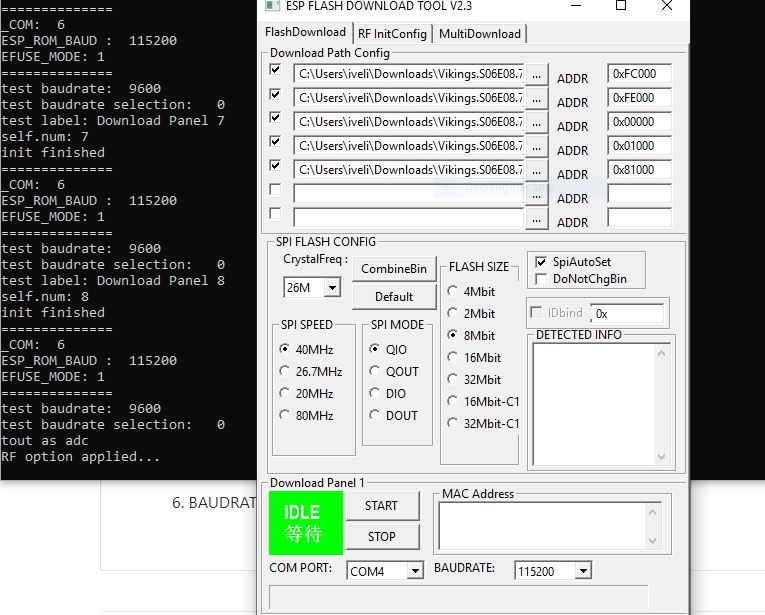 ==============
_COM:  6
ESP_ROM_BAUD :  115200
EFUSE_MODE: 1
==============
test baudrate:  9600
test baudrate selection:   0
test label: Download Panel 7
self.num: 7
init finished
==============
_COM:  6
ESP_ROM_BAUD :  115200
EFUSE_MODE: 1
==============
test baudrate:  9600
test baudrate selection:   0
test label: Download Panel 8
self.num: 8
init finished
==============
_COM:  6
ESP_ROM_BAUD :  115200
EFUSE_MODE: 1
==============
test baudrate:  9600
test baudrate selection:   0
tout as adc
RF option applied...
6. BAUDRAT
ESP FLASH DOWNLOAD TOOL V2.3
FlashDownload RF InitConfig MultiDownload
Download Path Config
C:\Users\iveli\Downloads\Vikings.S06E08.7 ... ADDR 0xFC000
C:\Users\iveli\Downloads\Vikings.S06E08.7 ... ADDR 0xFE000
C:\Users\iveli\Downloads\Vikings.S06E08.7 ... ADDR 0x00000
C:\Users\iveli\Downloads\Vikings.S06E08.7 ... ADDR 0x01000
C:\Users\iveli\Downloads\Vikings.S06E08.7 ... ADDR 0x81000
Rectangular Snip
... ADDR
... ADDR
SPI FLASH CONFIG
CrystalFreq :
26M
CombineBin
Default
SPI SPEED
40MHz
26.7MHz
20MHz
80MHz
SPI MODE
QIO
QOUT
DIO
DOUT
FLASH SIZE
4Mbit
2Mbit
8Mbit
16Mbit
32Mbit
16Mbit-C1
32Mbit-C1
SpiAutoSet
DoNotChgBin
IDbind 0x
DETECTED INFO
Download Panel 1
IDLE
等待
START
STOP
MAC Address
COM PORT: COM4 BAUDRATE: 115200